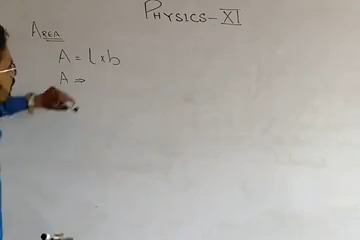 PHYSICS-XI
AREA
A = l × b
A ⇒